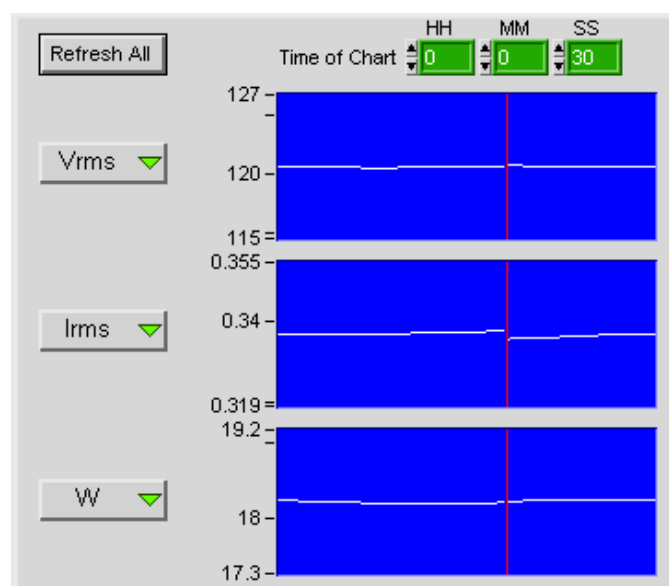 HH MM SS
Refresh All Time of Chart 0 0 30
127
Vrms 120
115
0.355
Irms 0.34
0.319
19.2
W 18
17.3